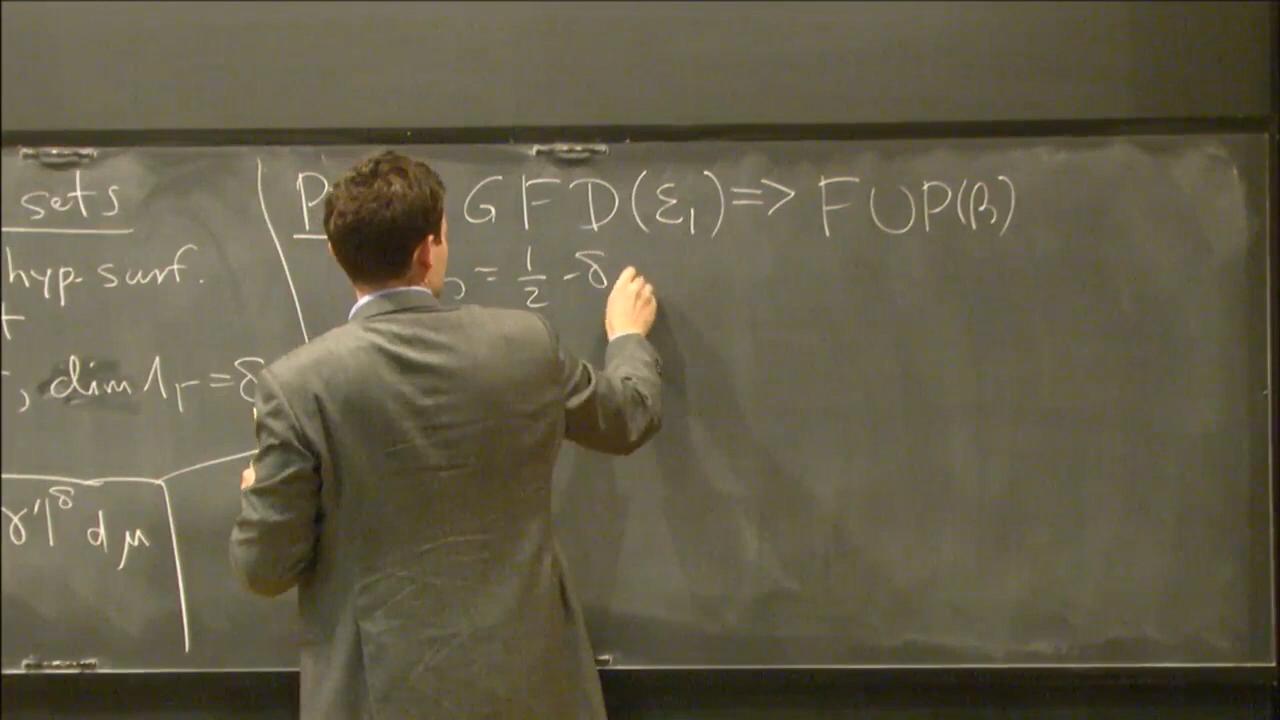 sets
hyp. surf.
, dim Λ_Γ = δ
γ'|^δ dμ
GFD(ε₁) => FUP(β)
= 1/2 - δ